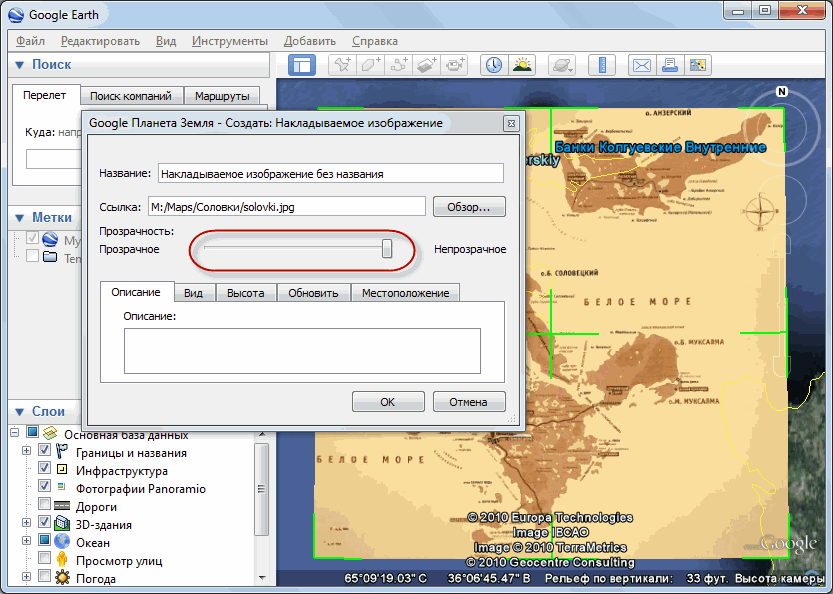 Google Earth
Файл Редактировать Вид Инструменты Добавить Справка
Поиск
Перелет Поиск компаний Маршруты
Куда: напр
Google Планета Земля - Создать: Накладываемое изображение
Название: Накладываемое изображение без названия
Ссылка: M:/Maps/Соловки/solovki.jpg Обзор...
Прозрачность:
Прозрачное Непрозрачное
Описание Вид Высота Обновить Местоположение
Описание:
OK Отмена
Метки
My
Tem
Слои
Основная база данных
Границы и названия
Инфраструктура
Фотографии Panoramio
Дороги
3D-здания
Океан
Просмотр улиц
Погода
N
о. АНЗЕРСКИЙ
Банки Колгуевские Внутренние
erskiy
о.Б. СОЛОВЕЦКИЙ
БЕЛОЕ МОРЕ
о.Б. МУКСАЛМА
о.М. МУКСАЛМА
БЕЛОЕ МОРЕ
© 2010 Europa Technologies
Image IBCAO
Image © 2010 TerraMetrics
© 2010 Geocentre Consulting
Google
65°09'19.03" С 36°06'45.47" В Рельеф по вертикали: 33 фут. Высота камеры